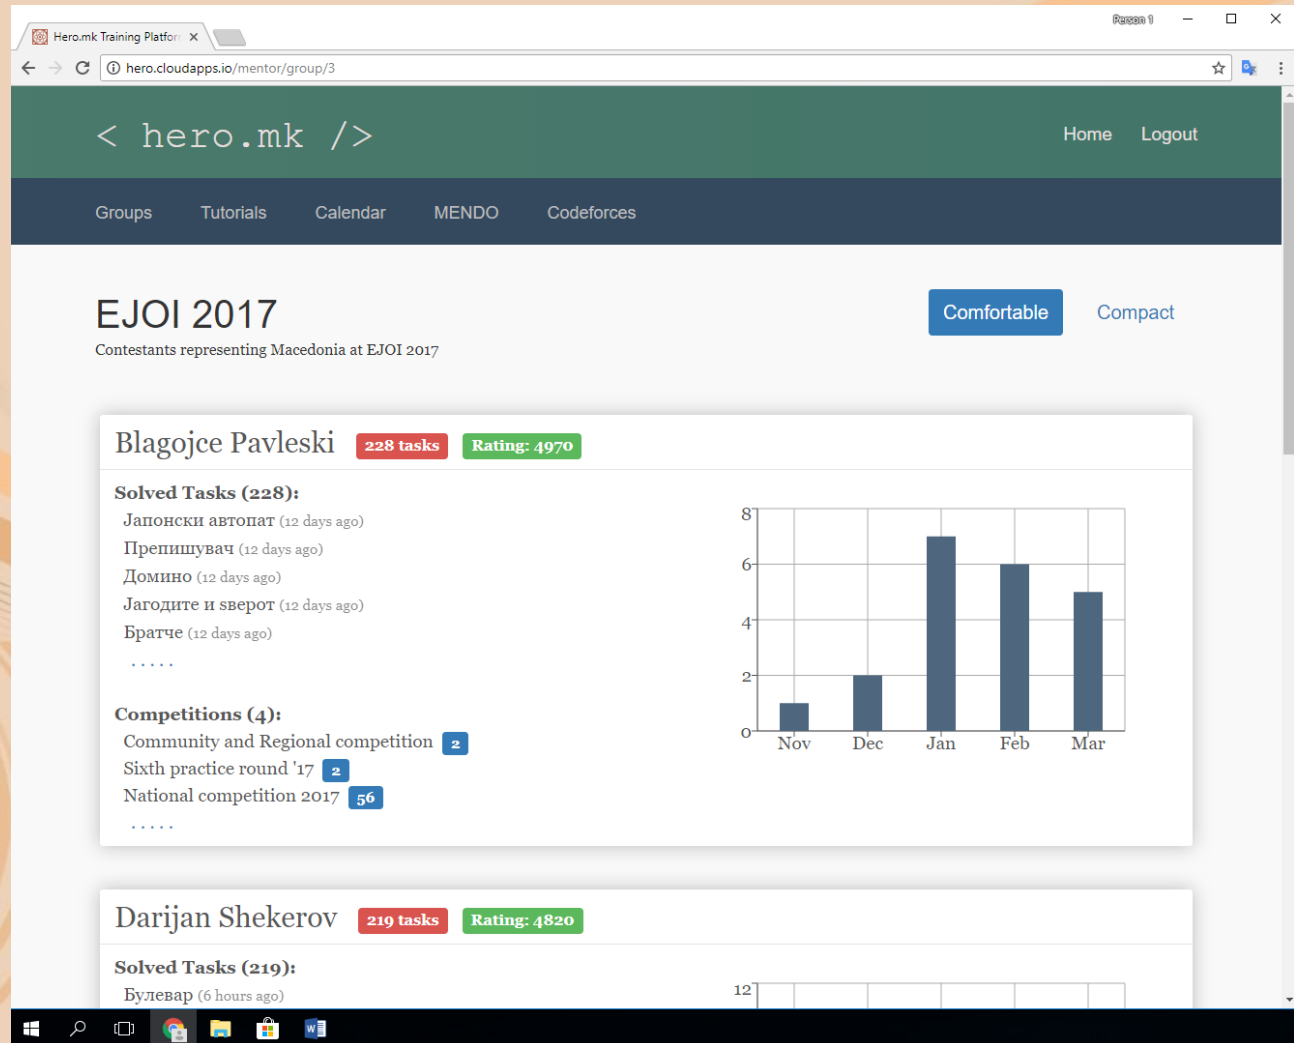 Person 1
Hero.mk Training Platfor
hero.cloudapps.io/mentor/group/3
< hero.mk />
Home Logout
Groups Tutorials Calendar MENDO Codeforces
EJOI 2017
Comfortable Compact
Contestants representing Macedonia at EJOI 2017
Blagojce Pavleski 228 tasks Rating: 4970
Solved Tasks (228):
Јапонски автопат (12 days ago)
Препишувач (12 days ago)
Домино (12 days ago)
Јагодите и ѕверот (12 days ago)
Братче (12 days ago)
.....
Competitions (4):
Community and Regional competition 2
Sixth practice round '17 2
National competition 2017 56
.....
8
6
4
2
0
Nov Dec Jan Feb Mar
Darijan Shekerov 219 tasks Rating: 4820
Solved Tasks (219):
Булевар (6 hours ago)
12